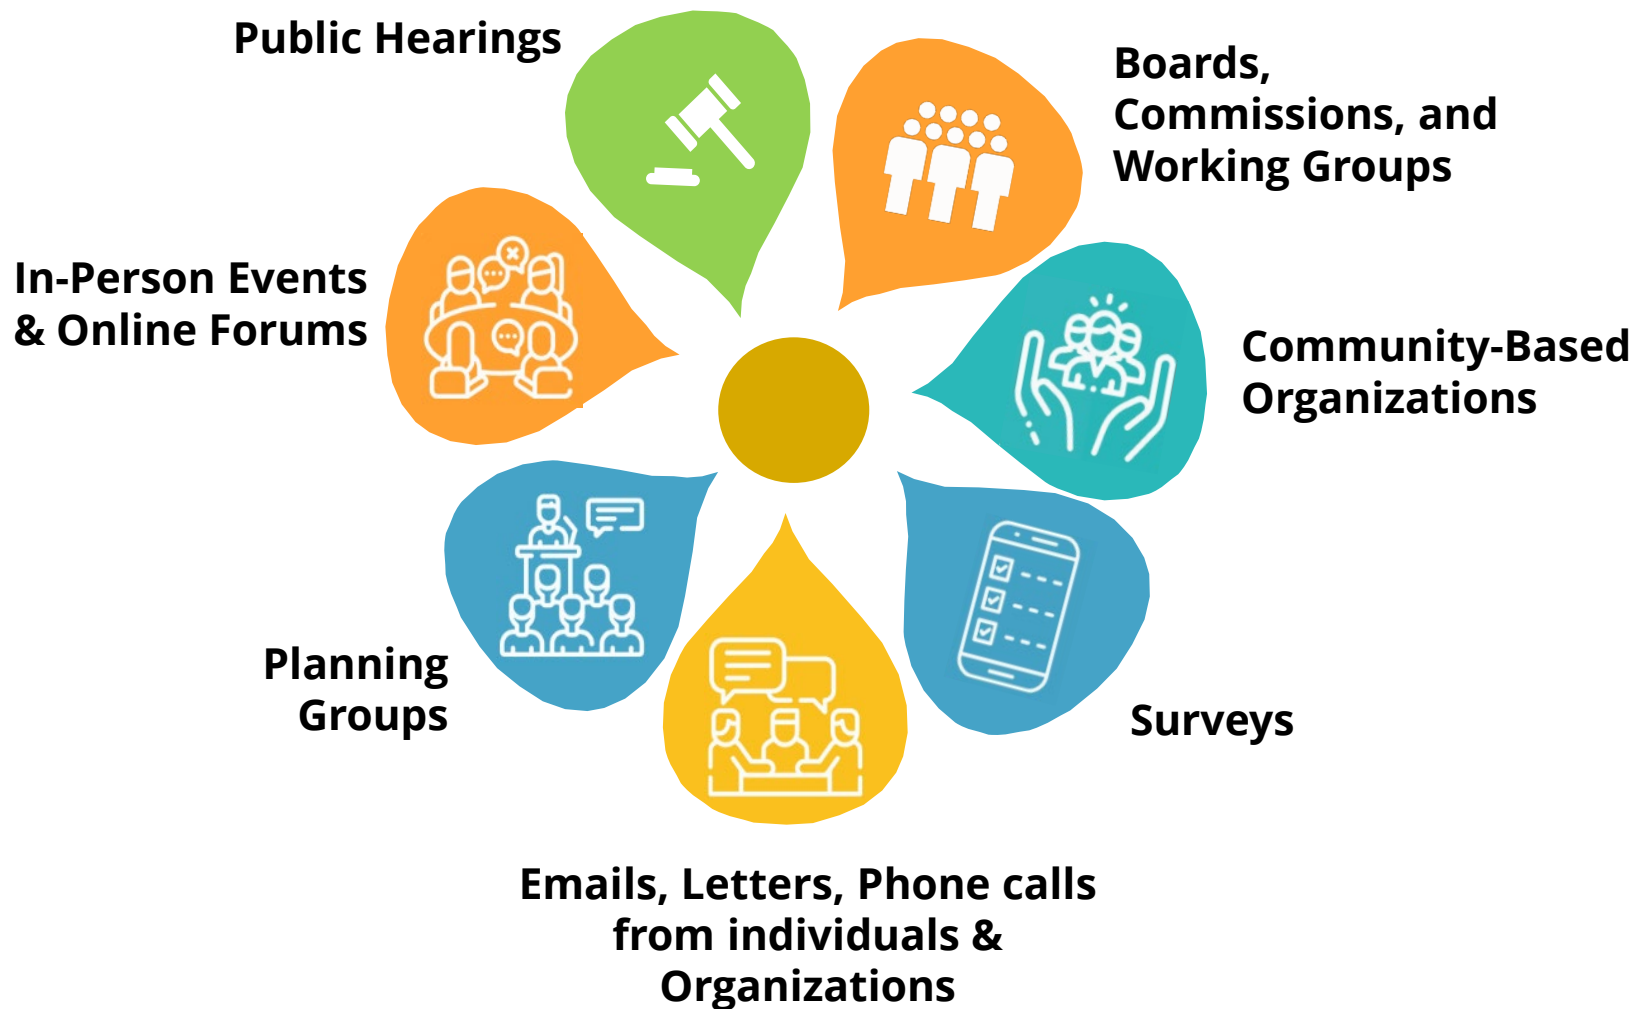 Public Hearings
Boards,
Commissions, and
Working Groups
In-Person Events
& Online Forums
Community-Based
Organizations
Planning
Groups
Surveys
Emails, Letters, Phone calls
from individuals &
Organizations